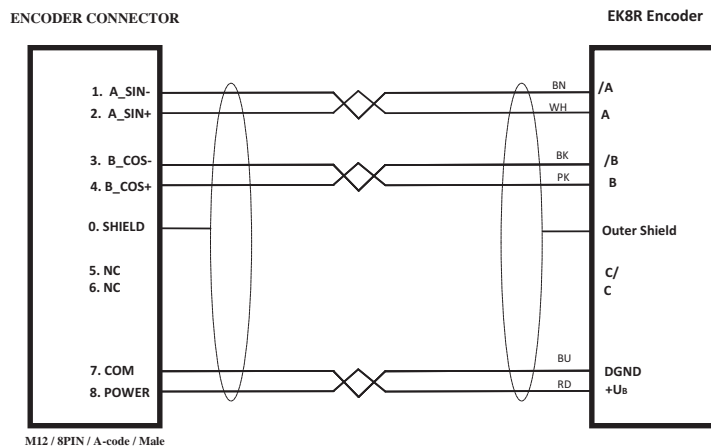 ENCODER CONNECTOR
EK8R Encoder
1. A_SIN-
BN
/A
2. A_SIN+
WH
A
3. B_COS-
BK
/B
4. B_COS+
PK
B
0. SHIELD
Outer Shield
5. NC
C/
6. NC
C
7. COM
BU
DGND
8. POWER
RD
+UB
M12 / 8PIN / A-code / Male